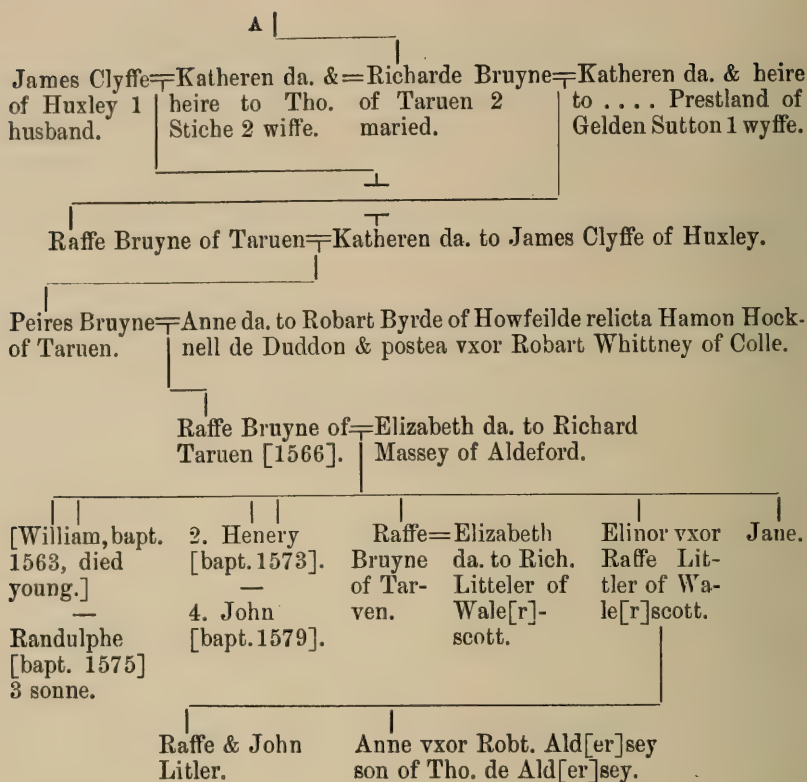 A
James Clyffe=Katheren da. &=Richarde Bruyne=Katheren da. & heire
of Huxley 1 heire to Tho. of Taruen 2 to .... Prestland of
husband. Stiche 2 wiffe. maried. Gelden Sutton 1 wyffe.
Raffe Bruyne of Taruen=Katheren da. to James Clyffe of Huxley.
Peires Bruyne=Anne da. to Robart Byrde of Howfeilde relicta Hamon Hock-
of Taruen. nell de Duddon & postea vxor Robart Whittney of Colle.
Raffe Bruyne of=Elizabeth da. to Richard
Taruen [1566]. Massey of Aldeford.
[William, bapt. 2. Henery Raffe=Elizabeth Elinor vxor Jane.
1563, died [bapt. 1573]. Bruyne da. to Rich. Raffe Lit-
young.] — of Tar- Litteler of tler of Wa-
— 4. John ven. Wale[r]- le[r]scott.
Randulphe [bapt. 1579]. scott.
[bapt. 1575]
3 sonne.
Raffe & John Anne vxor Robt. Ald[er]sey
Litler. son of Tho. de Ald[er]sey.